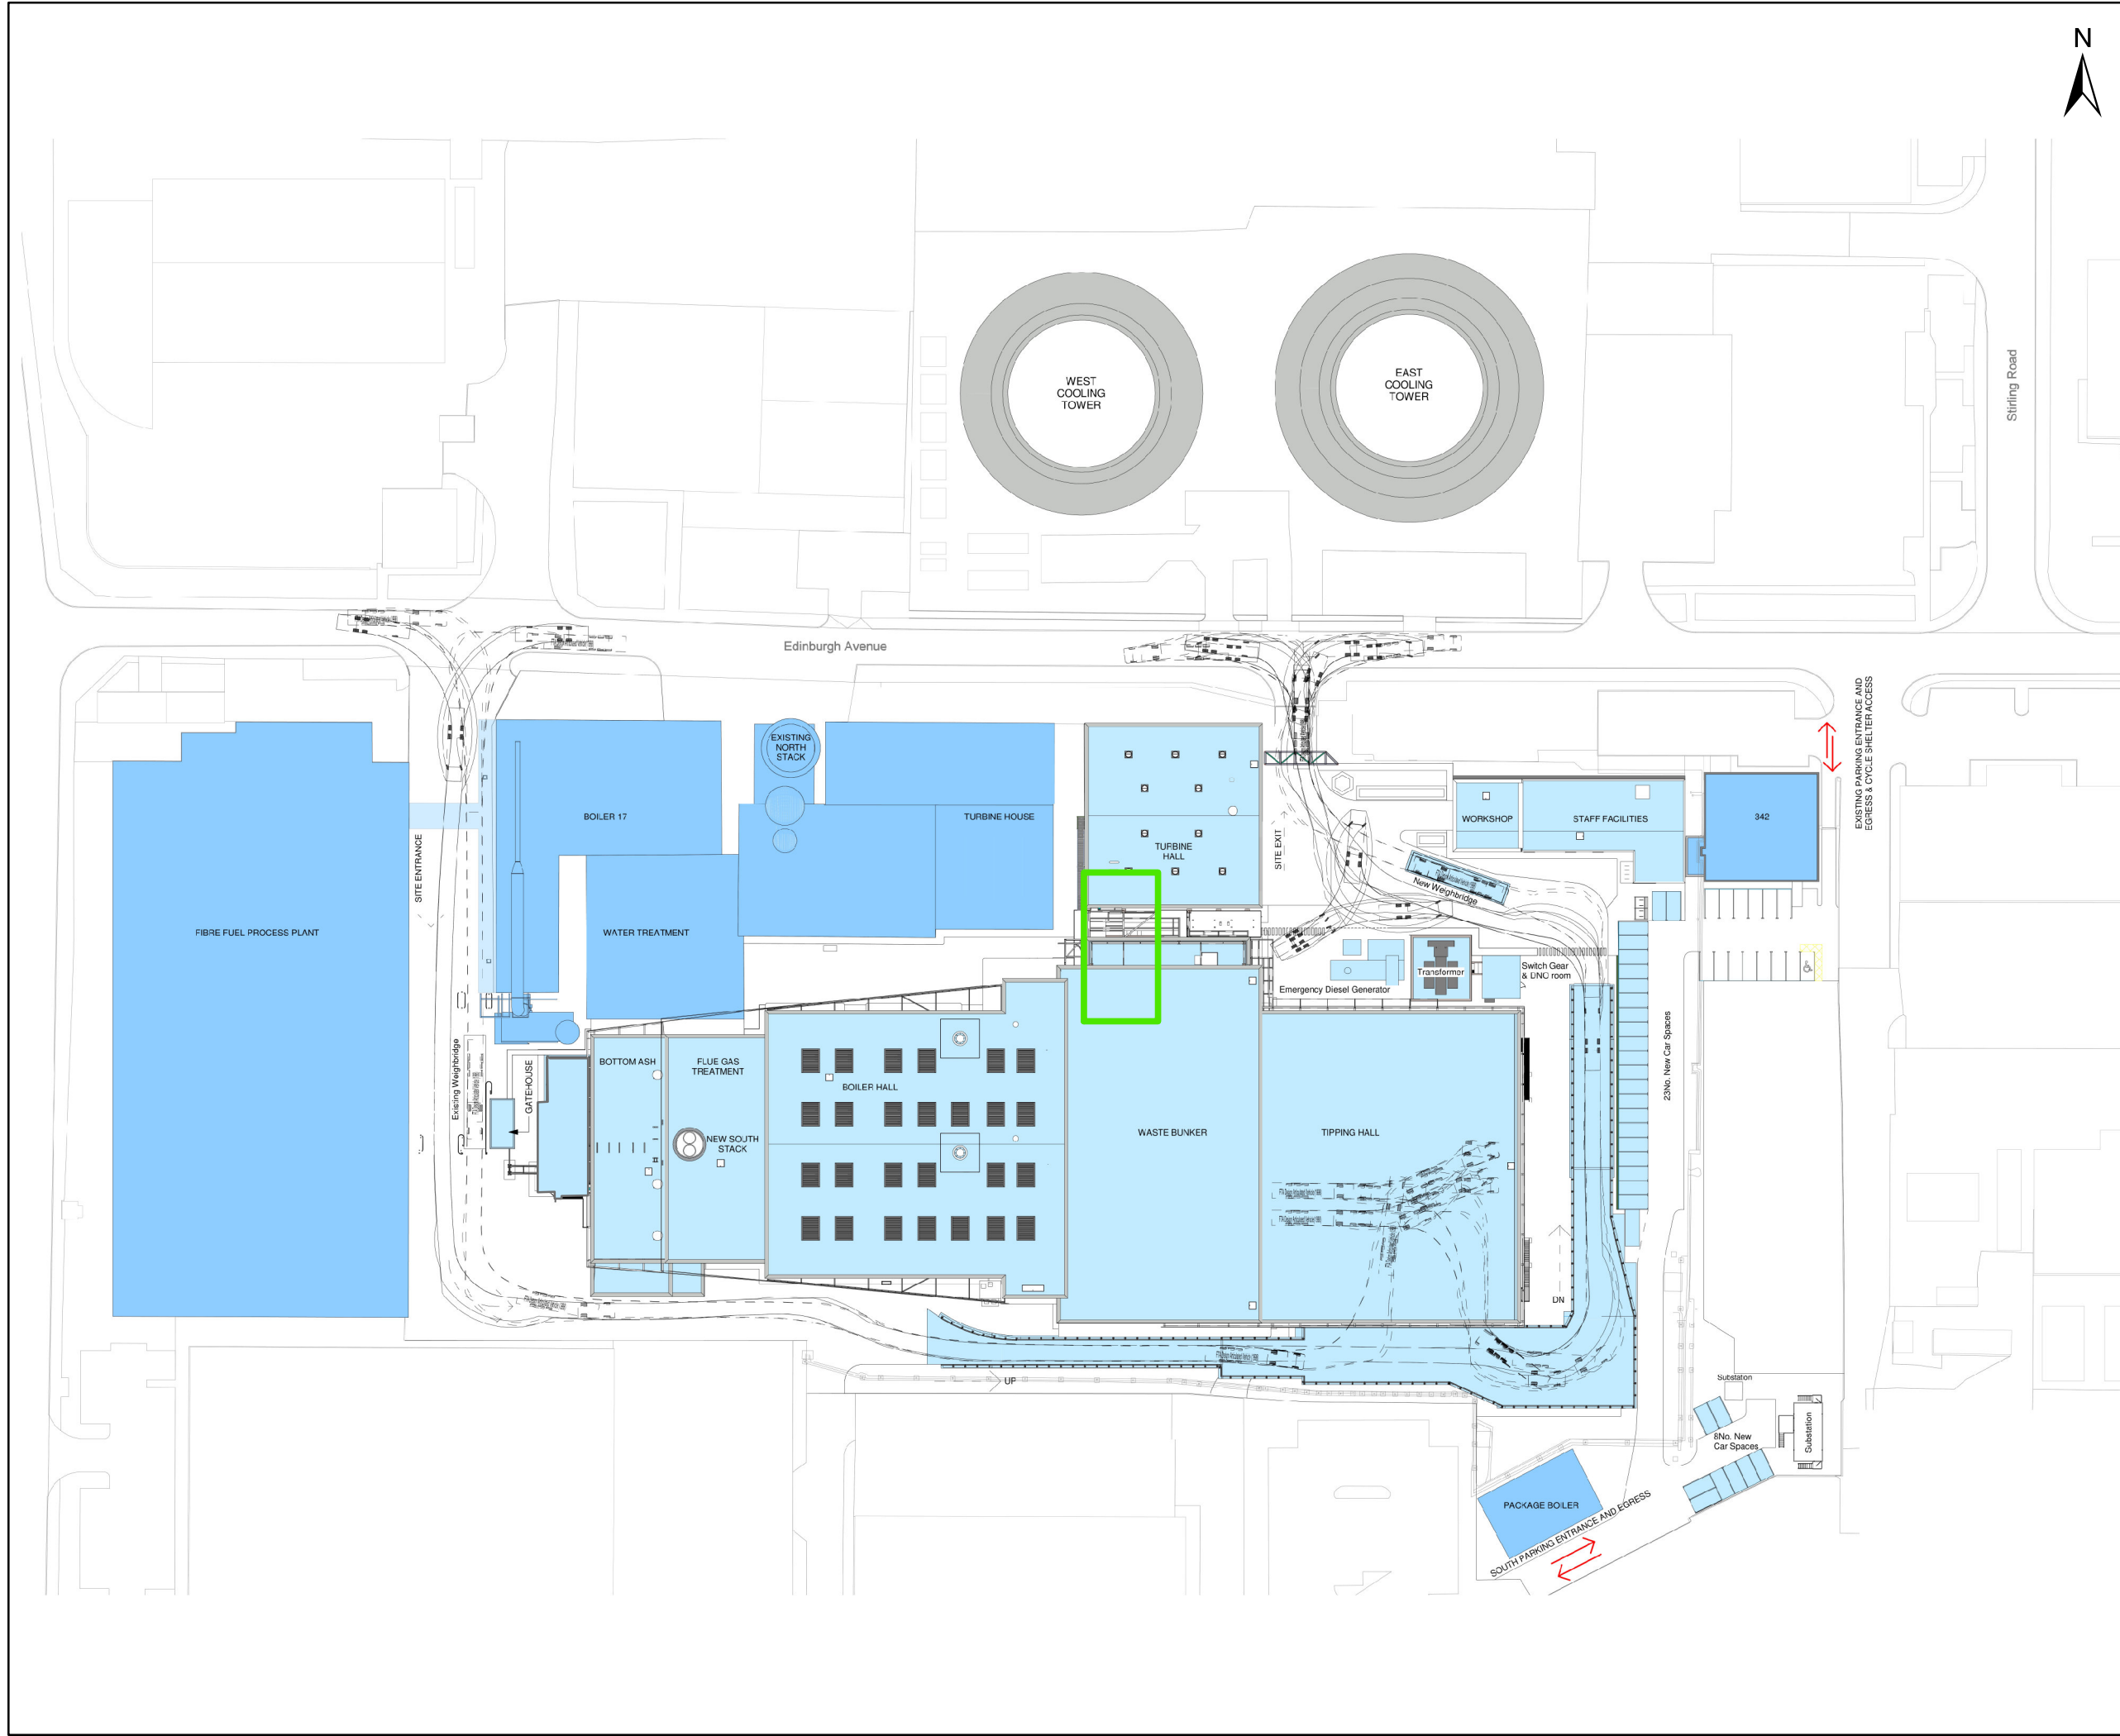 N
WEST
COOLING
TOWER
EAST
COOLING
TOWER
Stirling Road
Edinburgh Avenue
EXISTING PARKING ENTRANCE AND
EGRESS & CYCLE SHELTER ACCESS
EXISTING
NORTH
STACK
BOILER 17
TURBINE HOUSE
TURBINE
HALL
SITE EXIT
WORKSHOP
STAFF FACILITIES
342
SITE ENTRANCE
New Weighbridge
FIBRE FUEL PROCESS PLANT
WATER TREATMENT
Transformer
Switch Gear
& DNO room
Emergency Diesel Generator
23No. New Car Spaces
Existing Weighbridge
GATEHOUSE
BOTTOM ASH
FLUE GAS
TREATMENT
BOILER HALL
NEW SOUTH
STACK
WASTE BUNKER
TIPPING HALL
DN
UP
Substation
8No. New
Car Spaces
Substation
PACKAGE BOILER
SOUTH PARKING ENTRANCE AND EGRESS